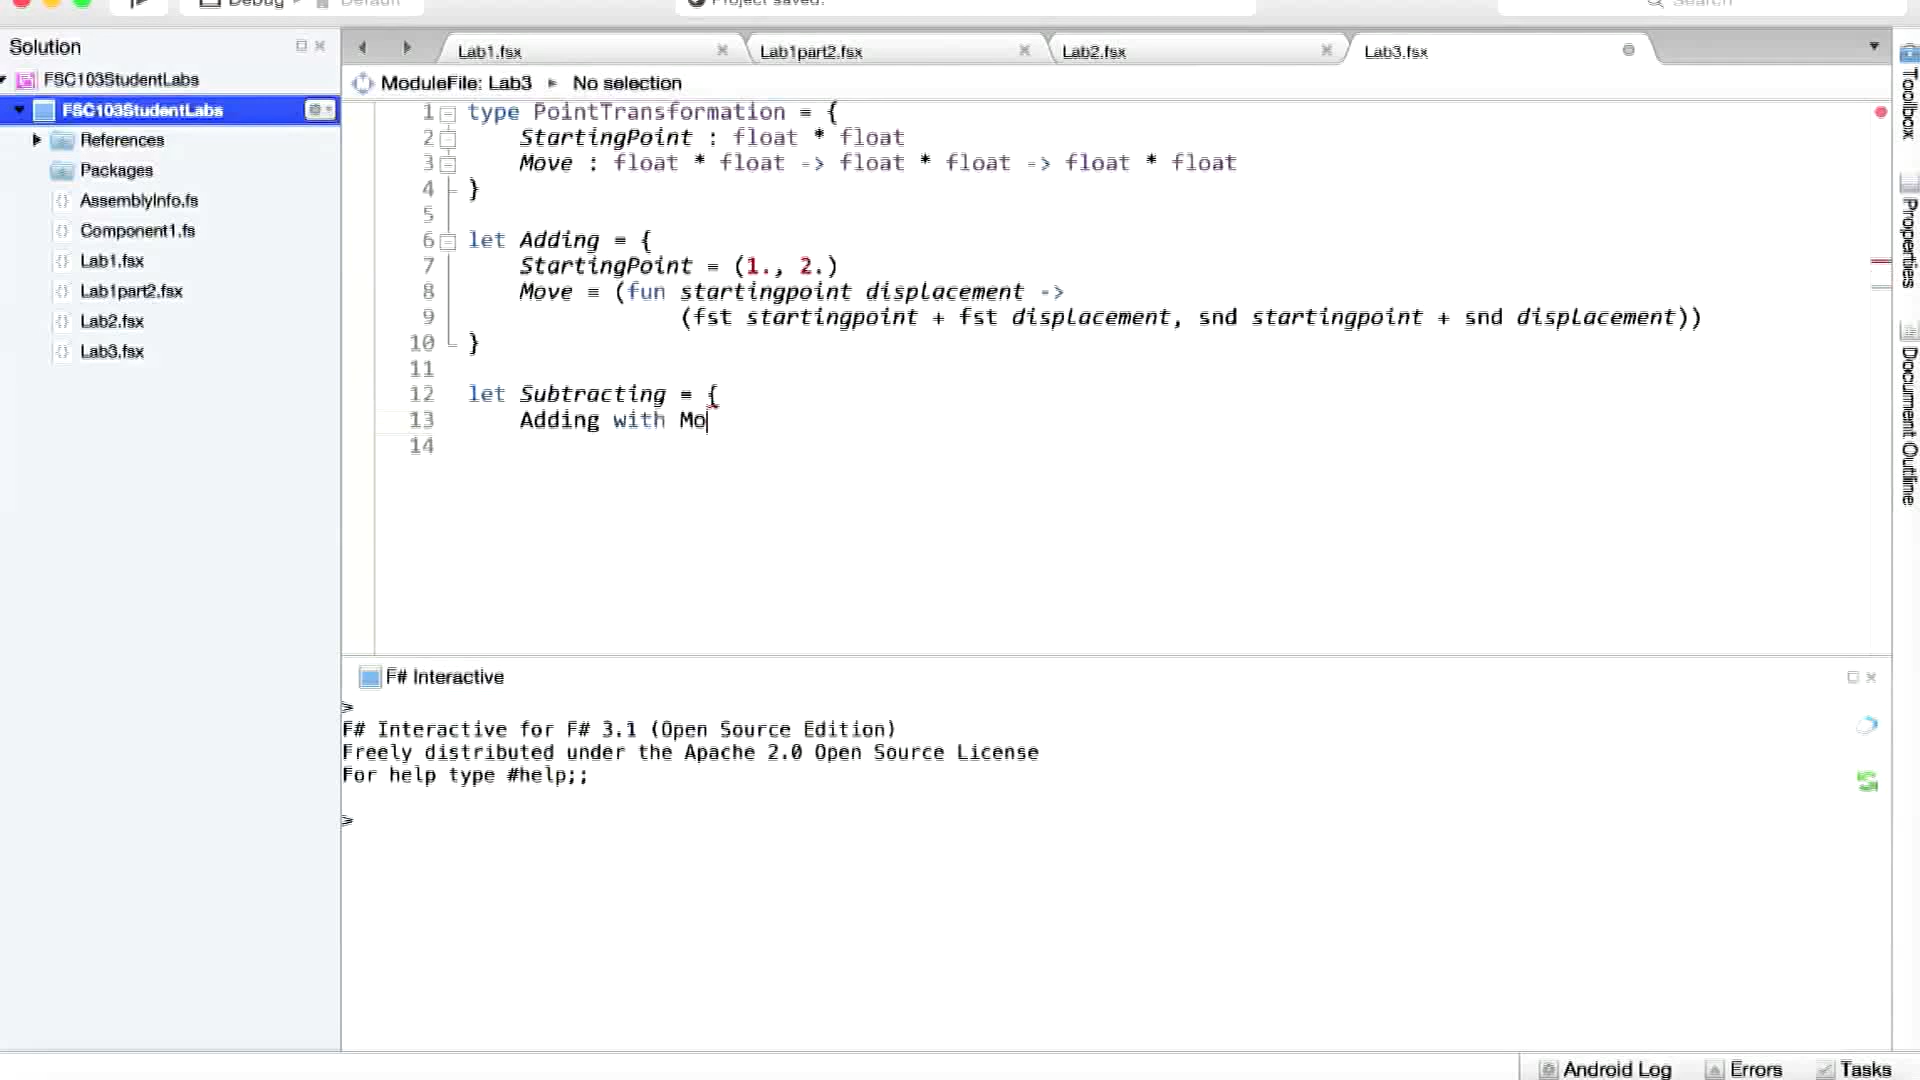 Debug
Default
Project saved.
Search
Solution
FSC103StudentLabs
FSC103StudentLabs
References
Packages
AssemblyInfo.fs
Component1.fs
Lab1.fsx
Lab1part2.fsx
Lab2.fsx
Lab3.fsx
Lab1.fsx
Lab1part2.fsx
Lab2.fsx
Lab3.fsx
ModuleFile: Lab3 ▸ No selection
1 type PointTransformation = {
2 StartingPoint : float * float
3 Move : float * float -> float * float -> float * float
4 }
5
6 let Adding = {
7 StartingPoint = (1., 2.)
8 Move = (fun startingpoint displacement ->
9 (fst startingpoint + fst displacement, snd startingpoint + snd displacement))
10 }
11
12 let Subtracting = {
13 Adding with Mo
14
F# Interactive
>
F# Interactive for F# 3.1 (Open Source Edition)
Freely distributed under the Apache 2.0 Open Source License
For help type #help;;
>
Toolbox
Properties
Document Outline
Android Log
Errors
Tasks